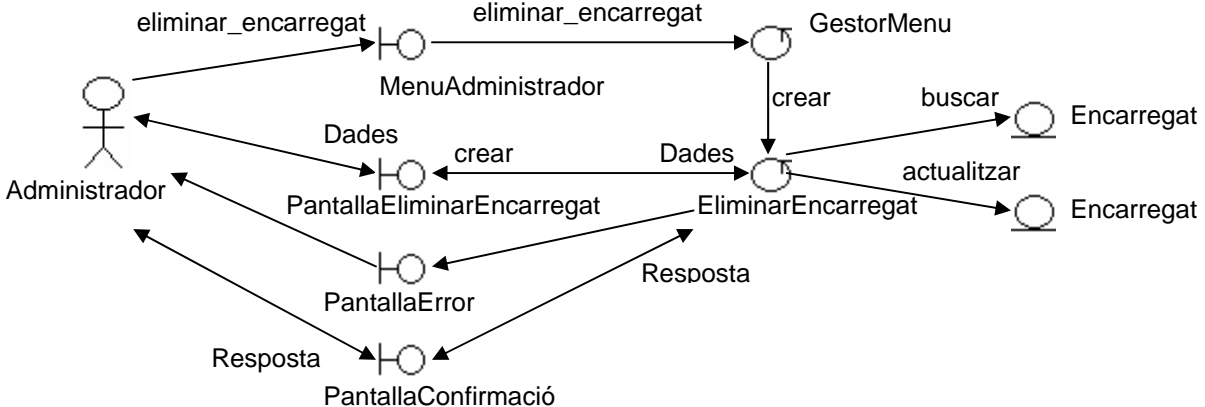 eliminar_encarregat
eliminar_encarregat
GestorMenu
MenuAdministrador
crear
buscar
Encarregat
Dades
crear
Dades
actualitzar
Administrador
PantallaEliminarEncarregat
EliminarEncarregat
Encarregat
Resposta
PantallaError
Resposta
PantallaConfirmació